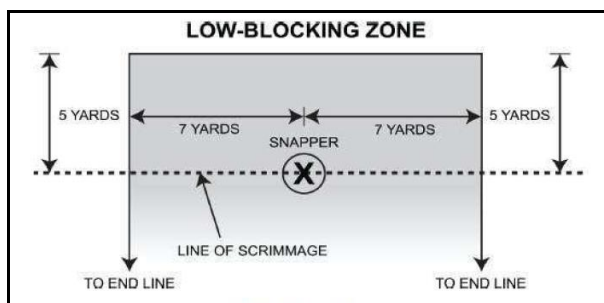 LOW-BLOCKING ZONE
5 YARDS
7 YARDS
7 YARDS
5 YARDS
SNAPPER
X
LINE OF SCRIMMAGE
TO END LINE
TO END LINE